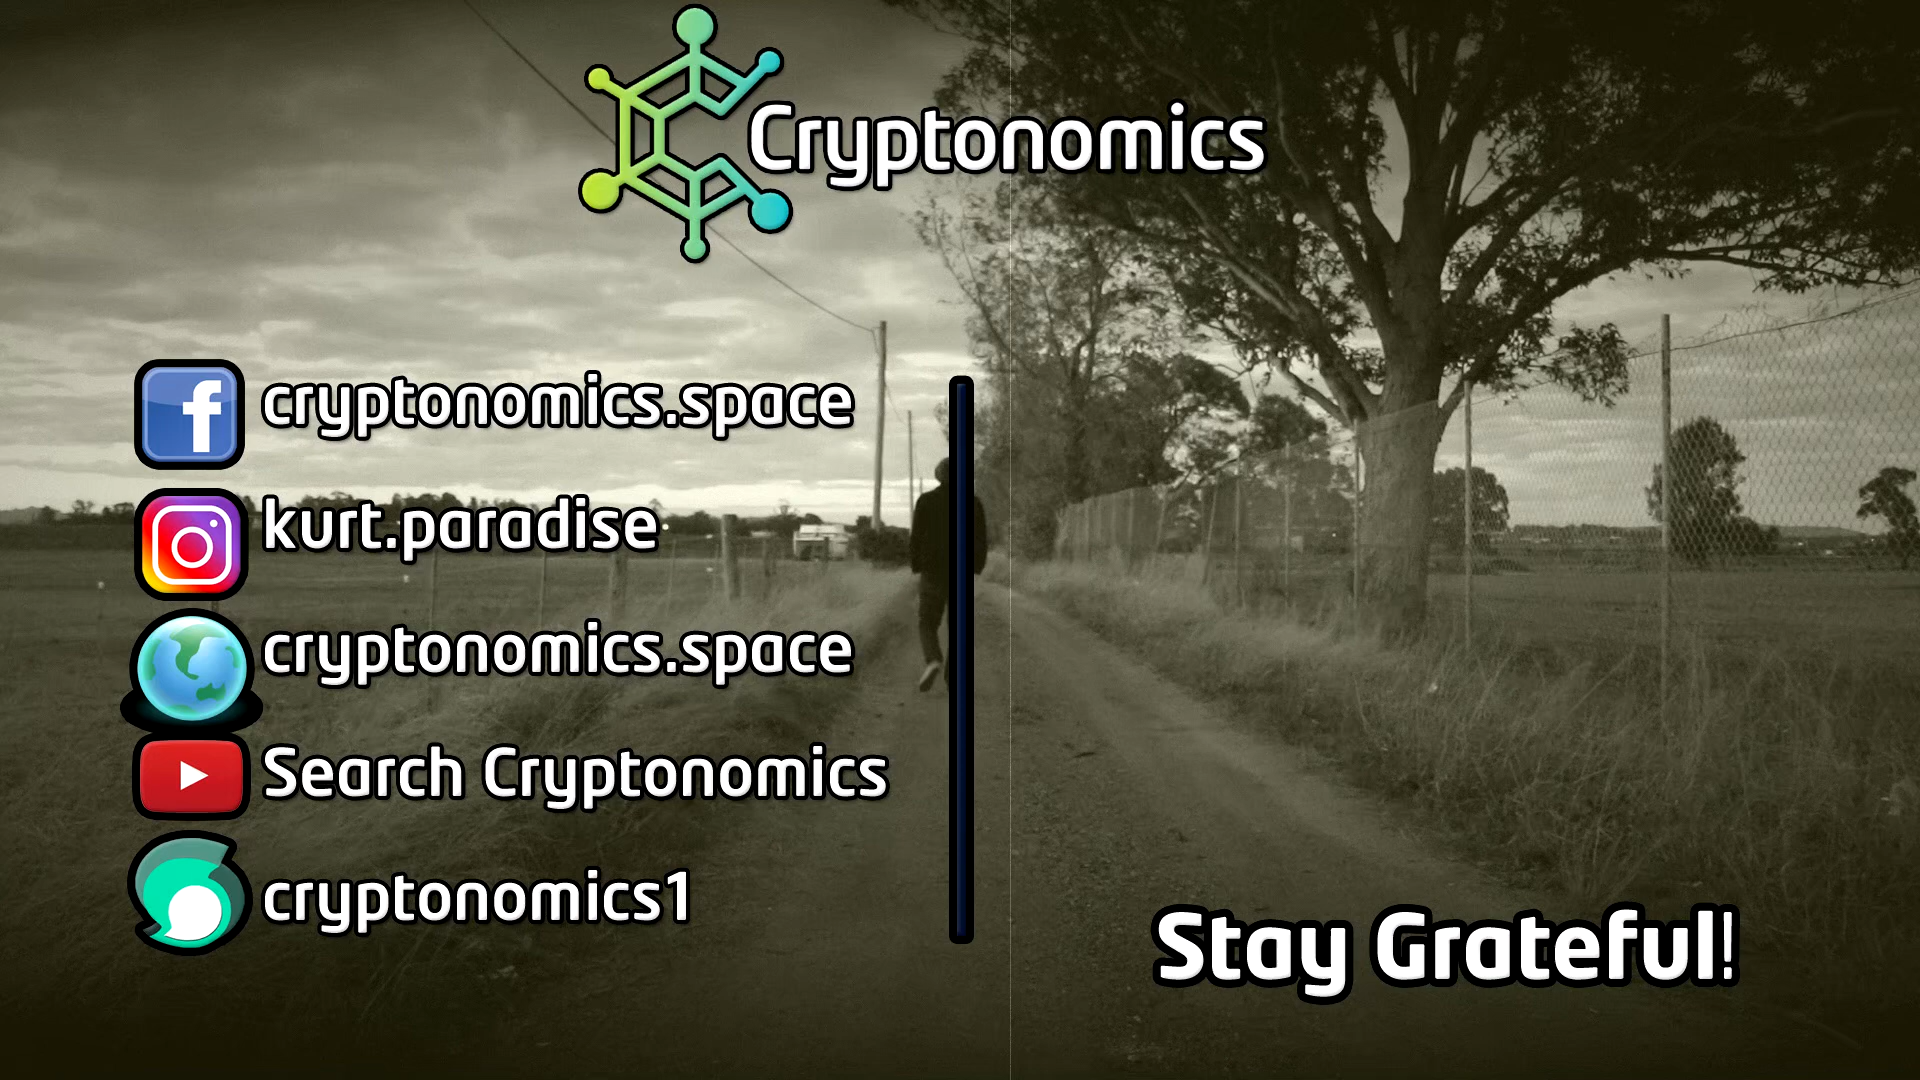 Cryptonomics
cryptonomics.space
kurt.paradise
cryptonomics.space
Search Cryptonomics
cryptonomics1
Stay Grateful!